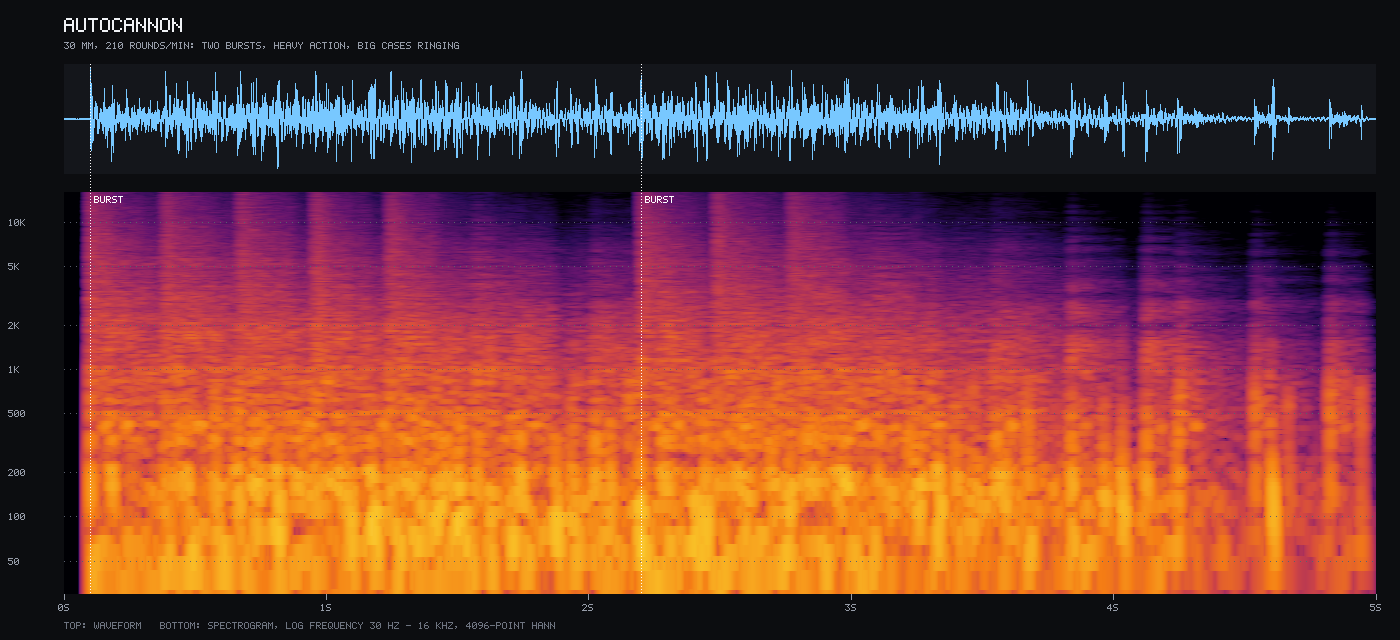 AUTOCANNON
30 MM, 210 ROUNDS/MIN: TWO BURSTS, HEAVY ACTION, BIG CASES RINGING
BURST BURST
10K
5K
2K
1K
500
200
100
50
0S 1S 2S 3S 4S 5S
TOP: WAVEFORM BOTTOM: SPECTROGRAM, LOG FREQUENCY 30 HZ - 16 KHZ, 4096-POINT HANN